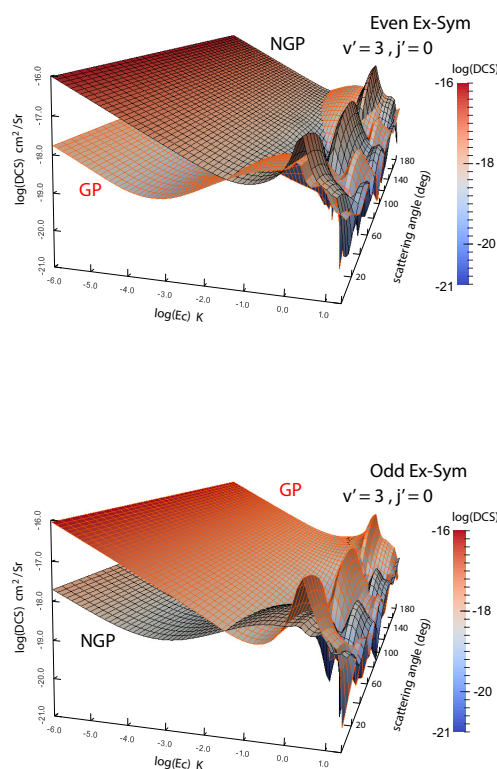 Even Ex-Sym
v′ = 3 , j′ = 0
NGP
GP
log(DCS)
-16
-18
-20
-21
log(DCS) cm²/Sr
-16.0
-17.0
-18.0
-19.0
-20.0
-21.0
-6.0 -5.0 -4.0 -3.0 -2.0 -1.0 0.0 1.0
log(Ec) K
20 60 100 140 180
scattering angle (deg)
Odd Ex-Sym
v′ = 3 , j′ = 0
GP
NGP
log(DCS)
-16
-18
-20
-21
log(DCS) cm²/Sr
-16.0
-17.0
-18.0
-19.0
-20.0
-21.0
-6.0 -5.0 -4.0 -3.0 -2.0 -1.0 0.0 1.0
log(Ec) K
20 60 100 140 180
scattering angle (deg)